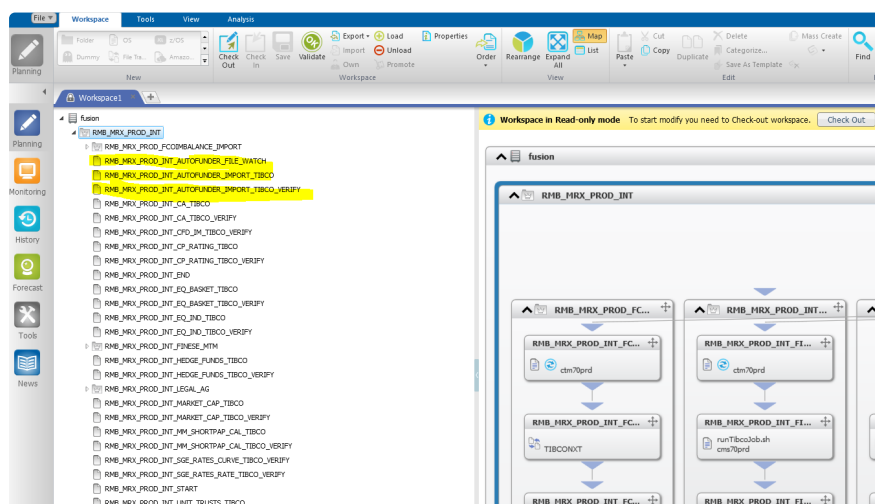 File
Workspace Tools View Analysis
Planning
Folder OS z/OS
Dummy File Tra... Amazo...
New
Check Out
Check In
Save
Validate
Export Load
Import Unload
Own Promote
Properties
Workspace
Order
Rearrange
Expand All
Map
List
View
Paste
Cut
Copy
Duplicate
Delete
Categorize...
Save As Template
Mass Create
Edit
Find
Workspace1
Planning
Monitoring
History
Forecast
Tools
News
fusion
RMB_MRX_PROD_INT
RMB_MRX_PROD_FCOIMBALANCE_IMPORT
RMB_MRX_PROD_INT_AUTOFUNDER_FILE_WATCH
RMB_MRX_PROD_INT_AUTOFUNDER_IMPORT_TIBCO
RMB_MRX_PROD_INT_AUTOFUNDER_IMPORT_TIBCO_VERIFY
RMB_MRX_PROD_INT_CA_TIBCO
RMB_MRX_PROD_INT_CA_TIBCO_VERIFY
RMB_MRX_PROD_INT_CFD_IM_TIBCO_VERIFY
RMB_MRX_PROD_INT_CP_RATING_TIBCO
RMB_MRX_PROD_INT_CP_RATING_TIBCO_VERIFY
RMB_MRX_PROD_INT_END
RMB_MRX_PROD_INT_EQ_BASKET_TIBCO
RMB_MRX_PROD_INT_EQ_BASKET_TIBCO_VERIFY
RMB_MRX_PROD_INT_EQ_IND_TIBCO
RMB_MRX_PROD_INT_EQ_IND_TIBCO_VERIFY
RMB_MRX_PROD_INT_FINESE_MTM
RMB_MRX_PROD_INT_HEDGE_FUNDS_TIBCO
RMB_MRX_PROD_INT_HEDGE_FUNDS_TIBCO_VERIFY
RMB_MRX_PROD_INT_LEGAL_AG
RMB_MRX_PROD_INT_MARKET_CAP_TIBCO
RMB_MRX_PROD_INT_MARKET_CAP_TIBCO_VERIFY
RMB_MRX_PROD_INT_MM_SHORTPAP_CAL_TIBCO
RMB_MRX_PROD_INT_MM_SHORTPAP_CAL_TIBCO_VERIFY
RMB_MRX_PROD_INT_SGE_RATES_CURVE_TIBCO_VERIFY
RMB_MRX_PROD_INT_SGE_RATES_RATE_TIBCO_VERIFY
RMB_MRX_PROD_INT_START
RMB_MRX_PROD_INT_UNIT_TRUSTS_TIBCO
Workspace in Read-only mode To start modify you need to Check-out workspace. Check Out
fusion
RMB_MRX_PROD_INT
RMB_MRX_PROD_FC...
RMB_MRX_PROD_INT...
RMB_MRX_PROD_INT_FC...
ctm70prd
RMB_MRX_PROD_INT_FI...
ctm70prd
RMB_MRX_PROD_INT_FC...
TIBCONXT
RMB_MRX_PROD_INT_FI...
runTibcoJob.sh
cms70prd
RMB_MRX_PROD_INT_FC...
RMB_MRX_PROD_INT_FI...